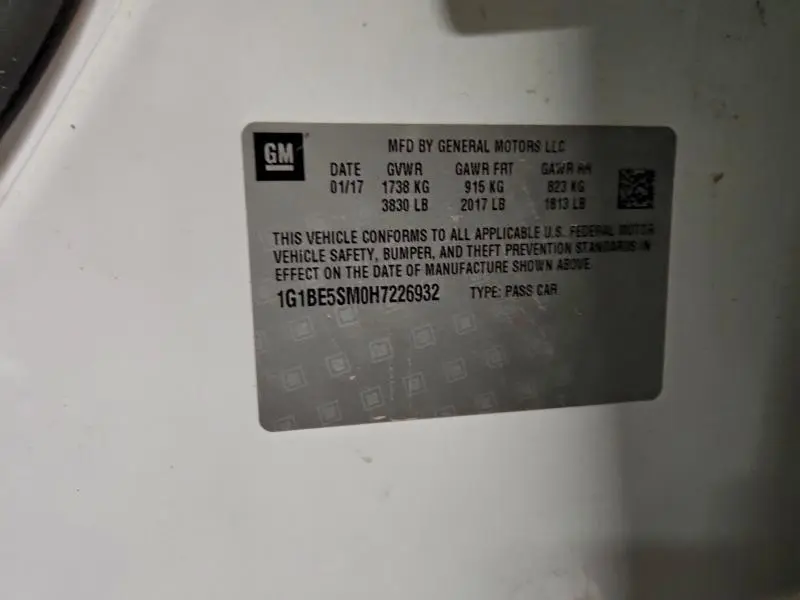 GM
MFD BY GENERAL MOTORS LLC
DATE GVWR GAWR FRT GAWR RR
01/17 1738 KG 915 KG 823 KG
3830 LB 2017 LB 1813 LB
THIS VEHICLE CONFORMS TO ALL APPLICABLE U.S. FEDERAL MOTOR
VEHICLE SAFETY, BUMPER, AND THEFT PREVENTION STANDARDS IN
EFFECT ON THE DATE OF MANUFACTURE SHOWN ABOVE.
1G1BE5SM0H7226932 TYPE: PASS CAR